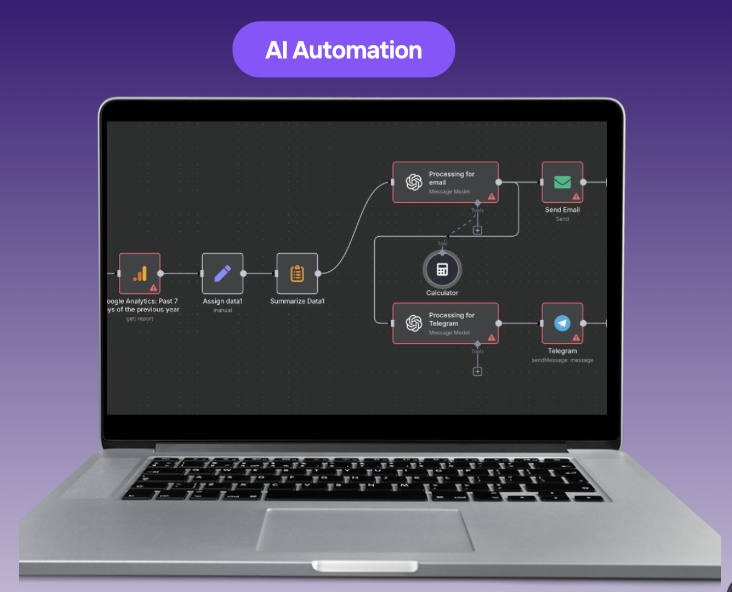 AI Automation
Processing for
email
Message Model
Tools
Send Email
Send
Tool
Calculator
oogle Analytics: Past 7
ys of the previous year
get: report
Assign data1
manual
Summarize Data1
Processing for
Telegram
Message Model
Tools
Telegram
sendMessage: message